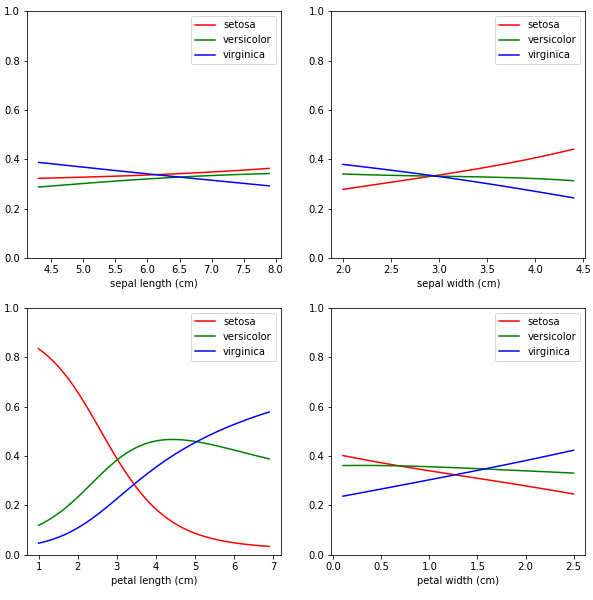 1.0
0.8
0.6
0.4
0.2
0.0
setosa
versicolor
virginica
4.5 5.0 5.5 6.0 6.5 7.0 7.5 8.0
sepal length (cm)
1.0
0.8
0.6
0.4
0.2
0.0
setosa
versicolor
virginica
2.0 2.5 3.0 3.5 4.0 4.5
sepal width (cm)
1.0
0.8
0.6
0.4
0.2
0.0
setosa
versicolor
virginica
1 2 3 4 5 6 7
petal length (cm)
1.0
0.8
0.6
0.4
0.2
0.0
setosa
versicolor
virginica
0.0 0.5 1.0 1.5 2.0 2.5
petal width (cm)